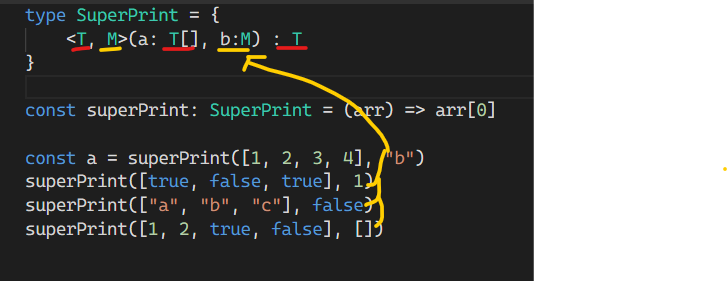 type SuperPrint = {
<T, M>(a: T[], b:M) : T
}
const superPrint: SuperPrint = (arr) => arr[0]
const a = superPrint([1, 2, 3, 4], "b")
superPrint([true, false, true], 1)
superPrint(["a", "b", "c"], false)
superPrint([1, 2, true, false], [])